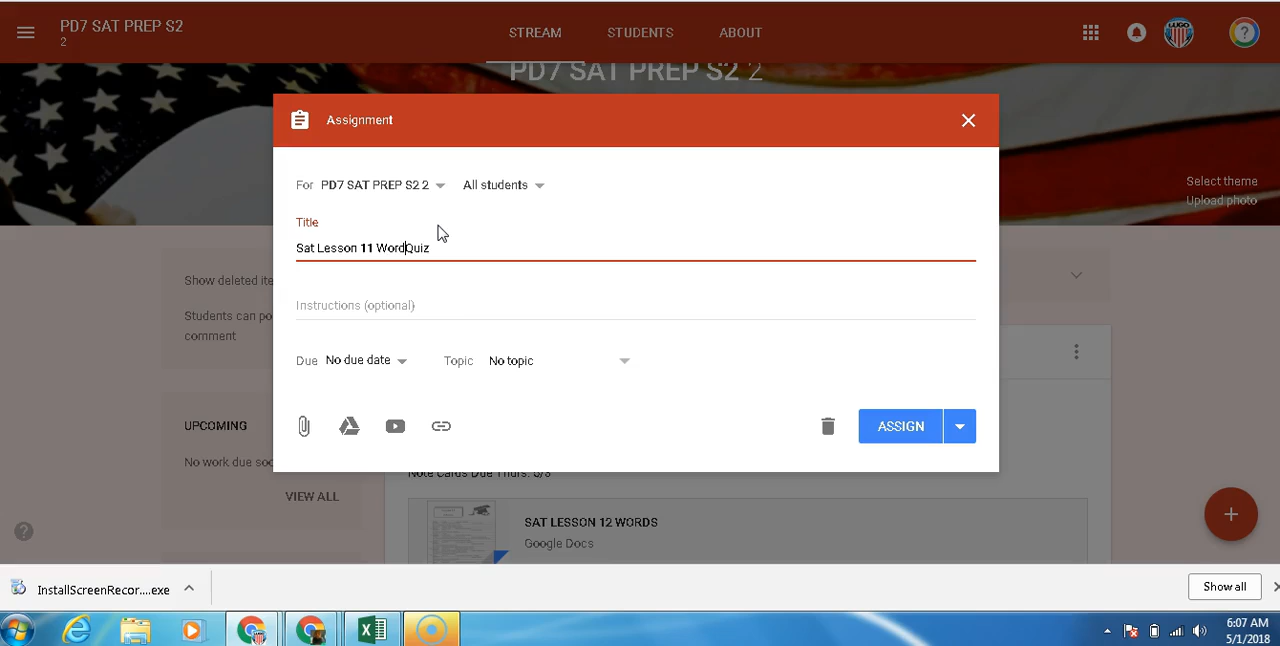 PD7 SAT PREP S2
2
STREAM
STUDENTS
ABOUT
LUGO
?
PD7 SAT PREP S2 2
Assignment
For PD7 SAT PREP S2 2 All students
Select theme
Upload photo
Title
Sat Lesson 11 WordQuiz
Show deleted ite
Students can po
comment
Instructions (optional)
Due No due date Topic No topic
UPCOMING
ASSIGN
No work due soo
Note Cards Due Thurs. 5/3
VIEW ALL
SAT LESSON 12 WORDS
Google Docs
+
?
InstallScreenRecor....exe
Show all
6:07 AM
5/1/2018